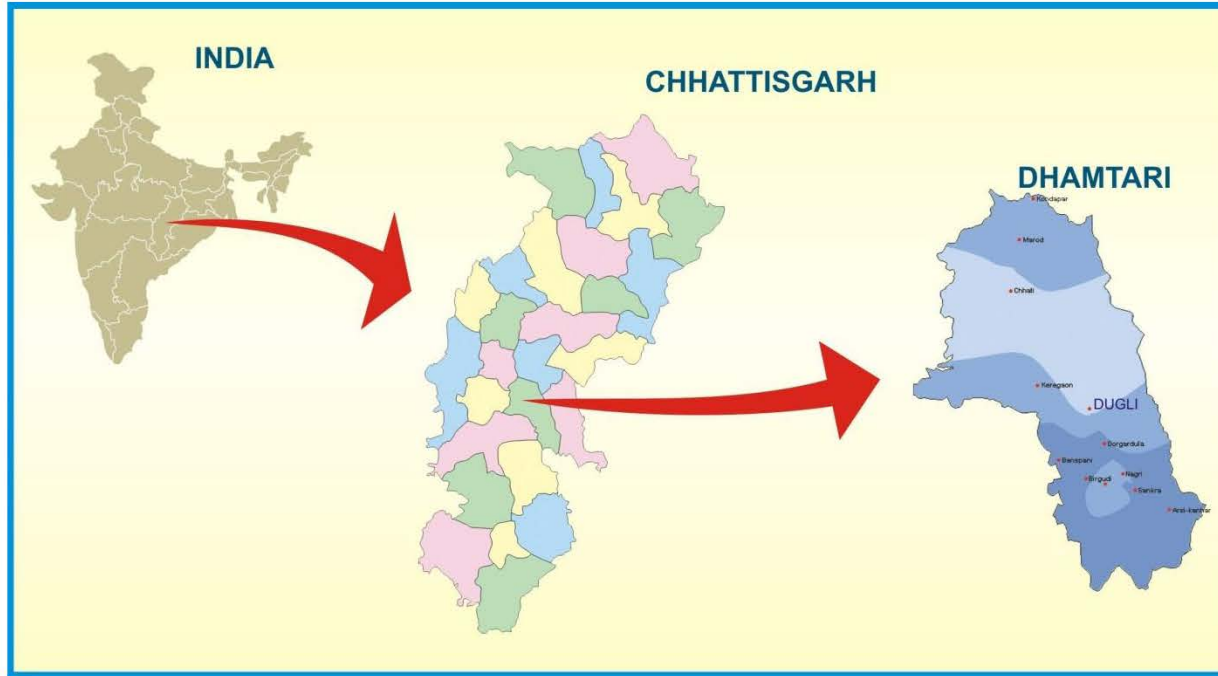 INDIA
CHHATTISGARH
DHAMTARI
Kondapar
Marod
Chhati
Keregaon
DUGLI
Borgardula
Banspani
Nagri
Birgudi
Sankra